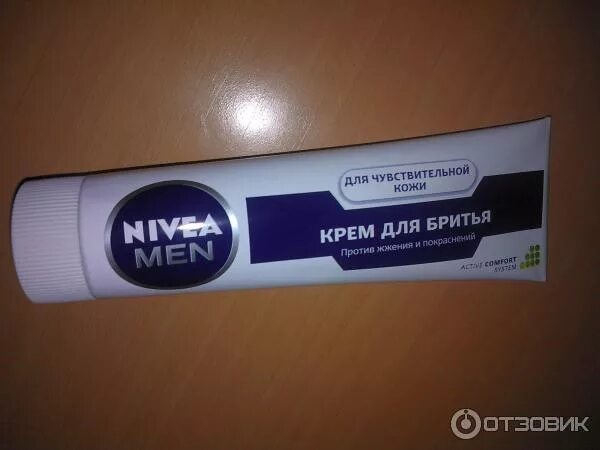 NIVEA
MEN
ДЛЯ ЧУВСТВИТЕЛЬНОЙ
КОЖИ
КРЕМ ДЛЯ БРИТЬЯ
Против жжения и покраснений
ACTIVE COMFORT
SYSTEM
ОТЗОВИК